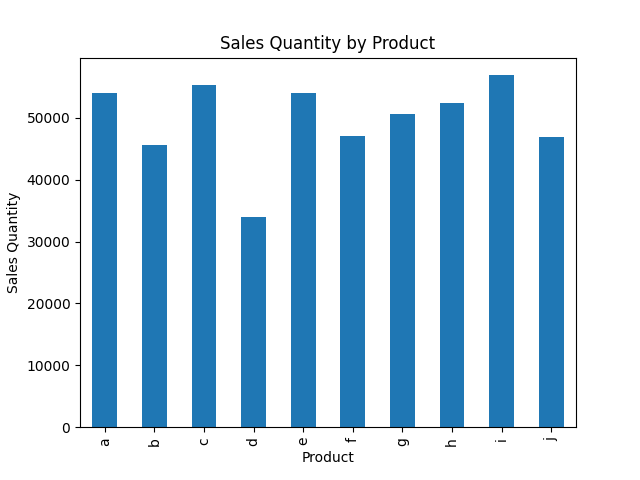 Sales Quantity by Product
Sales Quantity
50000
40000
30000
20000
10000
0
a b c d e f g h i j
Product